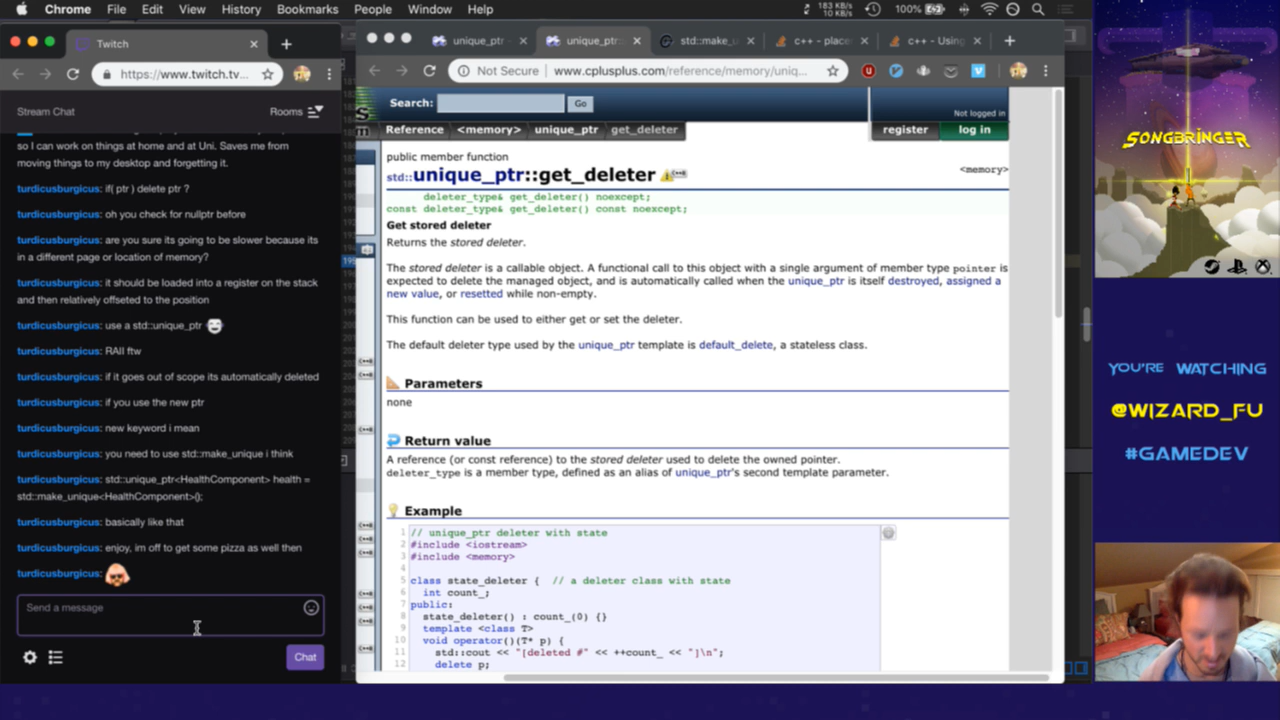 Chrome File Edit View History Bookmarks People Window Help
183 KB/s
10 KB/s
100%
Twitch
https://www.twitch.tv...
Stream Chat
Rooms
so I can work on things at home and at Uni. Saves me from
moving things to my desktop and forgetting it.
turdicusburgicus: if( ptr ) delete ptr ?
turdicusburgicus: oh you check for nullptr before
turdicusburgicus: are you sure its going to be slower because its
in a different page or location of memory?
turdicusburgicus: it should be loaded into a register on the stack
and then relatively offseted to the position
turdicusburgicus: use a std::unique_ptr
turdicusburgicus: RAII ftw
turdicusburgicus: if it goes out of scope its automatically deleted
turdicusburgicus: if you use the new ptr
turdicusburgicus: new keyword i mean
turdicusburgicus: you need to use std::make_unique i think
turdicusburgicus: std::unique_ptr<HealthComponent> health =
std::make_unique<HealthComponent>();
turdicusburgicus: basically like that
turdicusburgicus: enjoy, im off to get some pizza as well then
turdicusburgicus:
Send a message
Chat
unique_ptr
unique_ptr::
std::make_u
c++ - place
c++ - Using
Not Secure www.cplusplus.com/reference/memory/uniq...
Search:
Go
Not logged in
Reference <memory> unique_ptr get_deleter
register log in
public member function
<memory>
std::unique_ptr::get_deleter
deleter_type& get_deleter() noexcept;
const deleter_type& get_deleter() const noexcept;
Get stored deleter
Returns the stored deleter.
The stored deleter is a callable object. A functional call to this object with a single argument of member type pointer is
expected to delete the managed object, and is automatically called when the unique_ptr is itself destroyed, assigned a
new value, or resetted while non-empty.
This function can be used to either get or set the deleter.
The default deleter type used by the unique_ptr template is default_delete, a stateless class.
Parameters
none
Return value
A reference (or const reference) to the stored deleter used to delete the owned pointer.
deleter_type is a member type, defined as an alias of unique_ptr's second template parameter.
Example
1 // unique_ptr deleter with state
2 #include <iostream>
3 #include <memory>
4
5 class state_deleter { // a deleter class with state
6 int count_;
7 public:
8 state_deleter() : count_(0) {}
9 template <class T>
10 void operator()(T* p) {
11 std::cout << "[deleted #" << ++count_ << "]\n";
12 delete p;
SONGBRINGER
YOU'RE WATCHING
@WIZARD_FU
#GAMEDEV